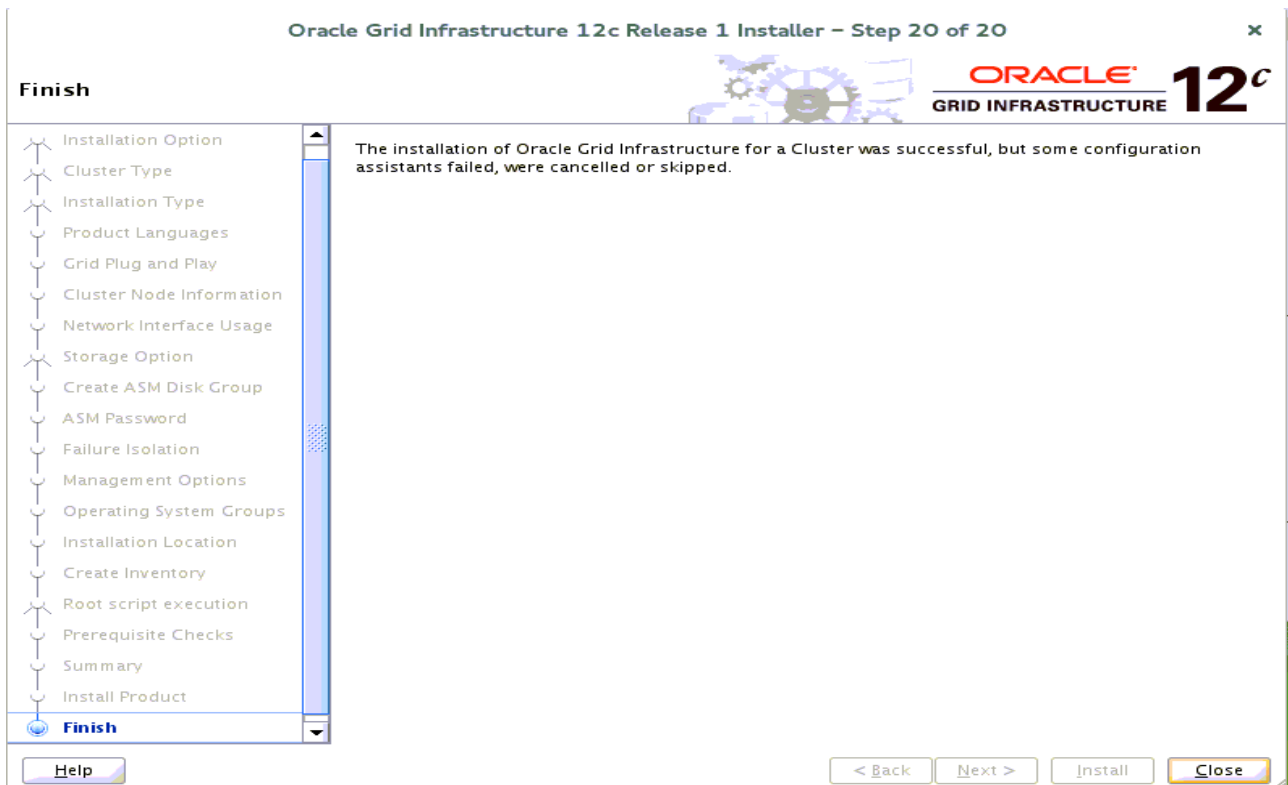 Oracle Grid Infrastructure 12c Release 1 Installer – Step 20 of 20
Finish
ORACLE
GRID INFRASTRUCTURE
12c
Installation Option
Cluster Type
Installation Type
Product Languages
Grid Plug and Play
Cluster Node Information
Network Interface Usage
Storage Option
Create ASM Disk Group
ASM Password
Failure Isolation
Management Options
Operating System Groups
Installation Location
Create Inventory
Root script execution
Prerequisite Checks
Summary
Install Product
Finish
The installation of Oracle Grid Infrastructure for a Cluster was successful, but some configuration
assistants failed, were cancelled or skipped.
Help
< Back
Next >
Install
Close